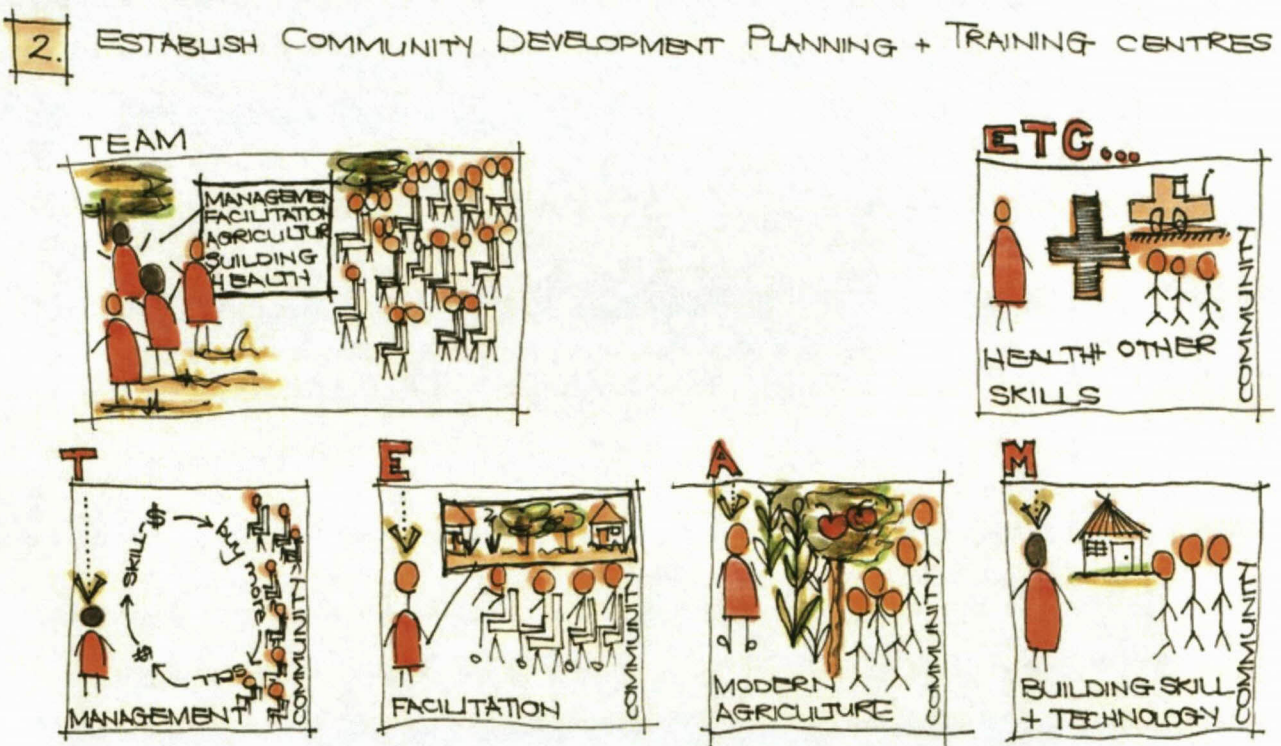 2. ESTABLISH COMMUNITY DEVELOPMENT PLANNING + TRAINING CENTRES
TEAM
MANAGEMEN
FACILITATION
AGRICULTUR
BUILDING
HEALTH
ETC...
HEALTH + OTHER
SKILLS
COMMUNITY
T
SKILL
$
buy
more
$
MANAGEMENT
COMMUNITY
E
FACILITATION
COMMUNITY
A
MODERN
AGRICULTURE
COMMUNITY
M
BUILDING SKILL
+ TECHNOLOGY
COMMUNITY